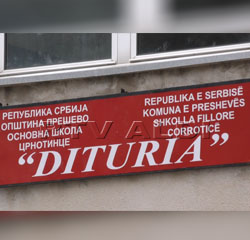 РЕПУБЛИКА СРБИЈА
ОПШТИНА ПРЕШЕВО
ОСНОВНА ШКОЛА
ЦРНОТИНЦЕ
REPUBLIKA E SERBISË
KOMUNA E PRESHEVËS
SHKOLLA FILLORE
CORROTICË
“DITURIA”